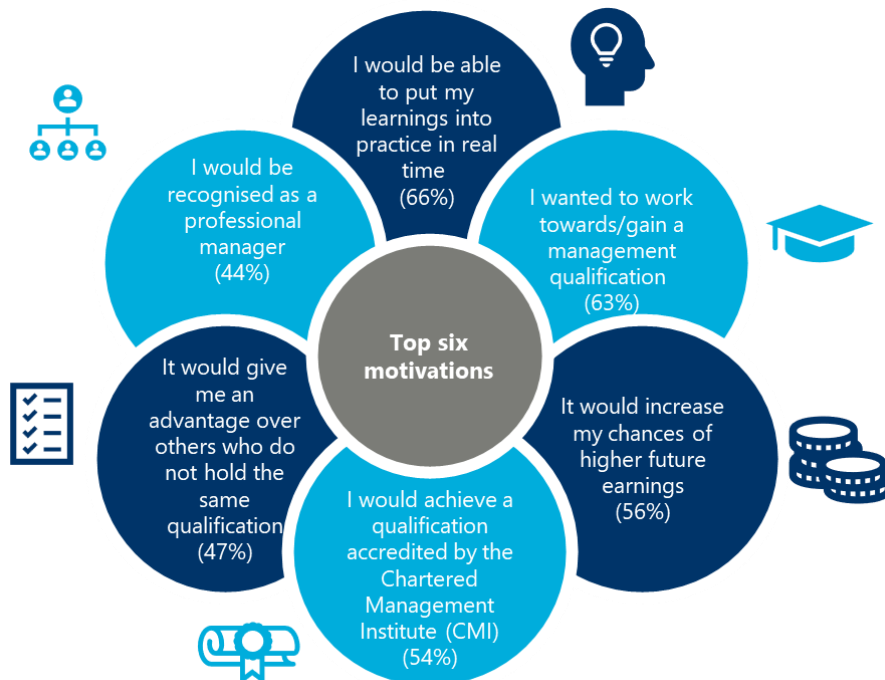 I would be able
to put my
learnings into
practice in real
time
(66%)
I wanted to work
towards/gain a
management
qualification
(63%)
It would increase
my chances of
higher future
earnings
(56%)
I would achieve a
qualification
accredited by the
Chartered
Management
Institute (CMI)
(54%)
It would give
me an
advantage over
others who do
not hold the
same
qualification
(47%)
I would be
recognised as a
professional
manager
(44%)
Top six
motivations